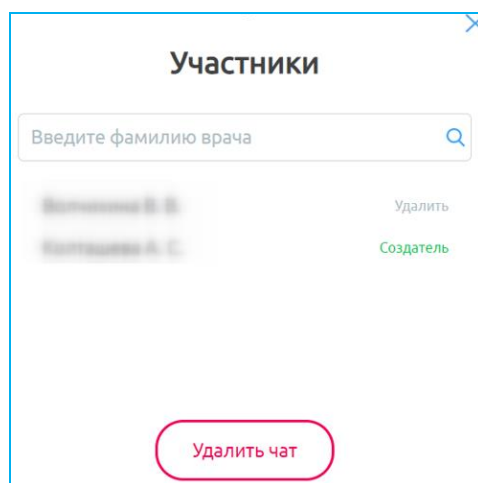 Участники
Введите фамилию врача
Удалить
Создатель
Удалить чат